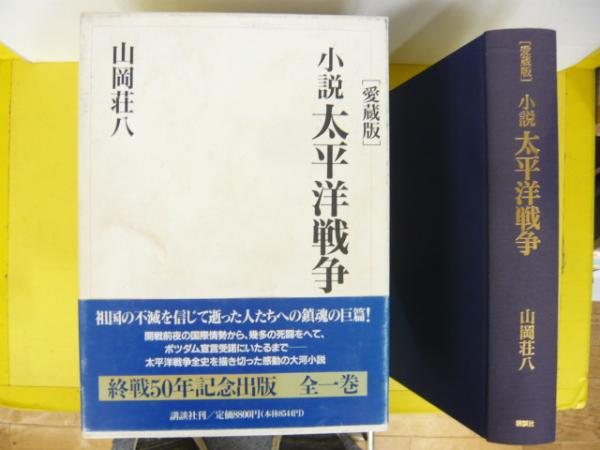 [愛蔵版]
小説 太平洋戦争
山岡荘八
祖国の不滅を信じて逝った人たちへの鎮魂の巨篇!
開戦前夜の国際情勢から、幾多の死闘をへて、
ポツダム宣言受諾にいたるまで──
太平洋戦争全史を描き切った感動の大河小説
終戦50年記念出版 全一巻
講談社刊/定価8800円(本体8544円)
[愛蔵版]
小説 太平洋戦争
山岡荘八
講談社